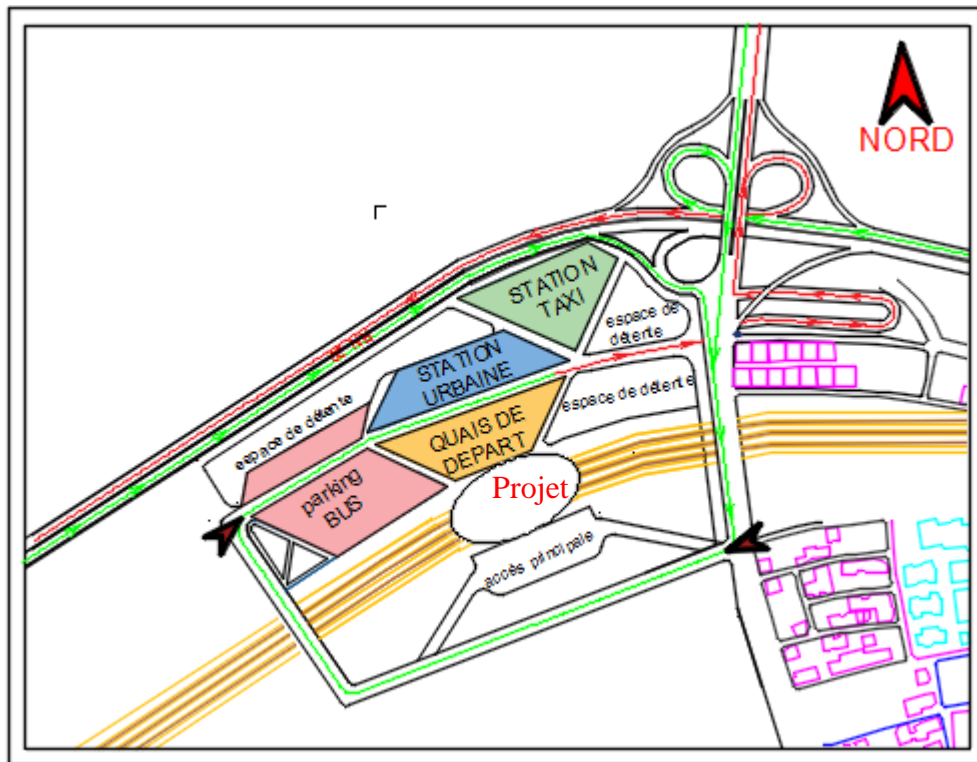 NORD
STATION
TAXI
espace de
détente
STATION
URBAINE
espace de détente
espace de détente
QUAIS DE
DEPART
parking
BUS
Projet
accès principale